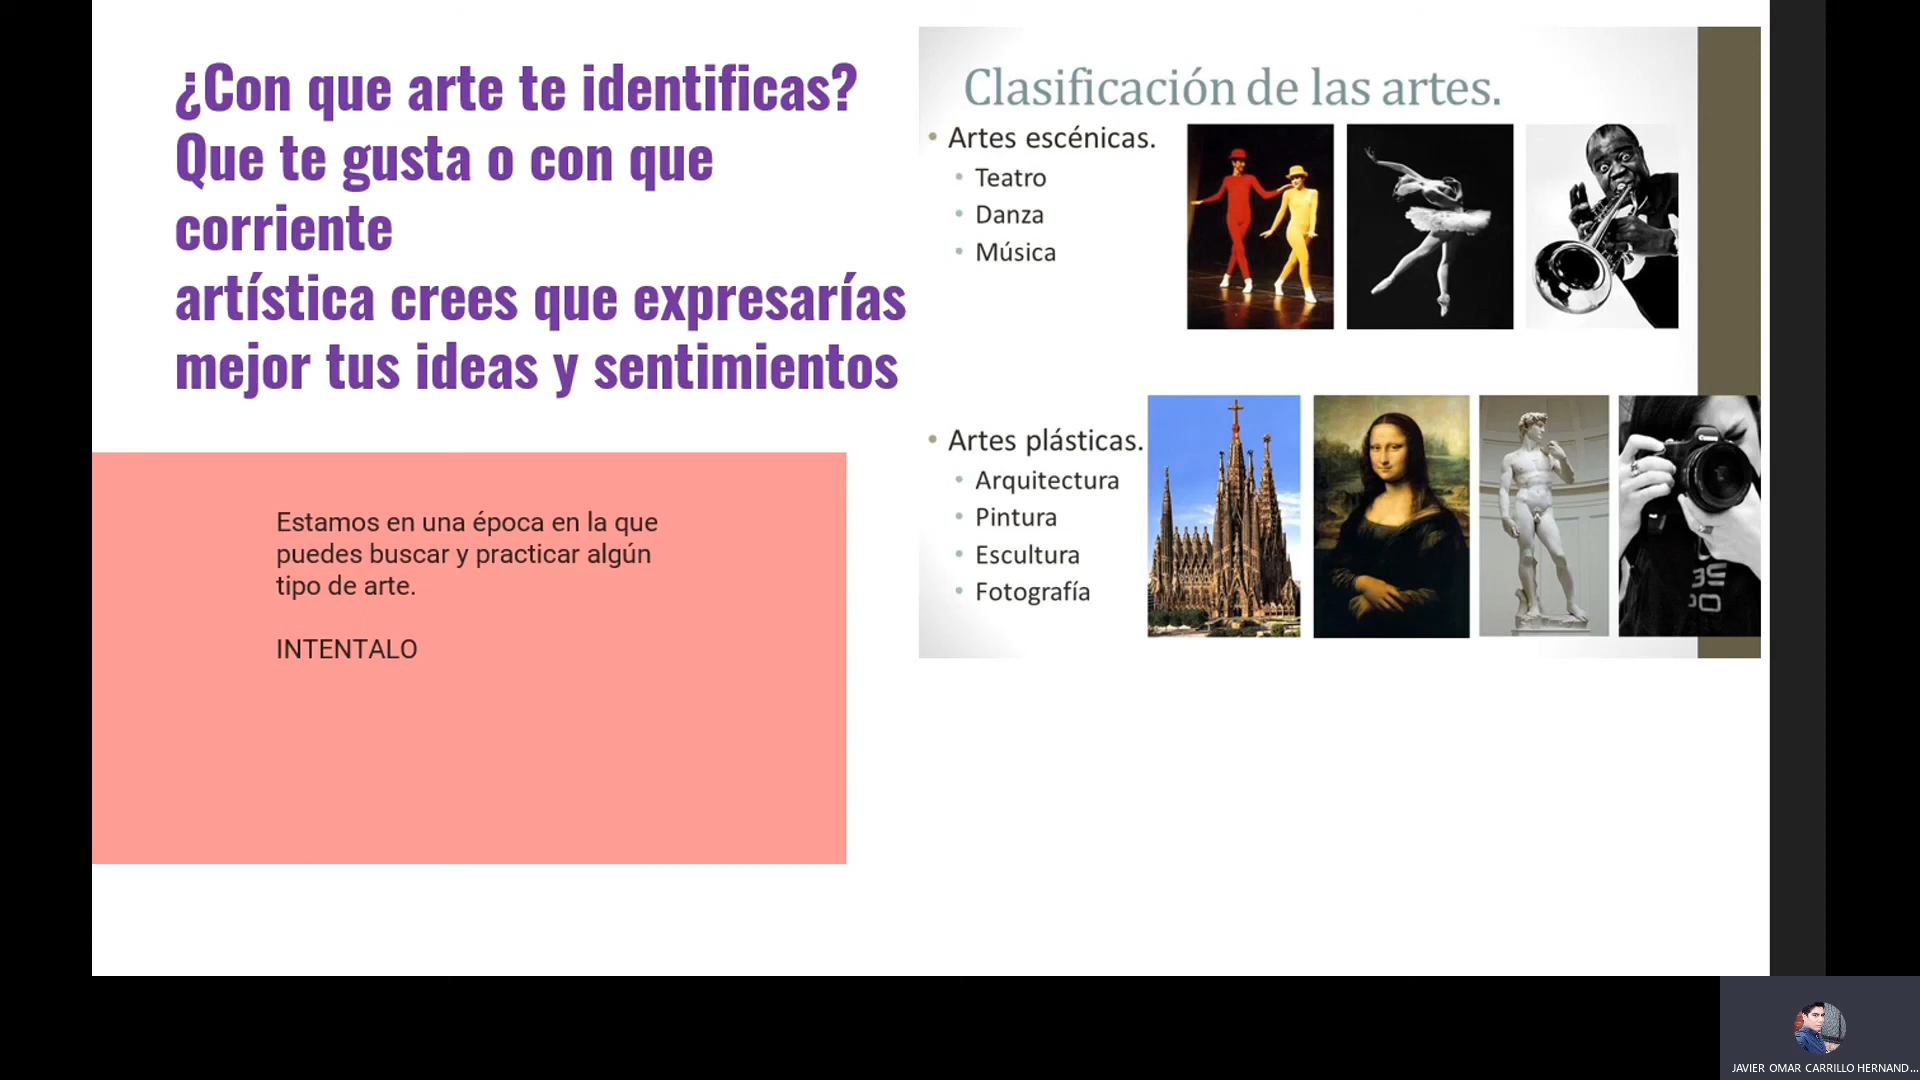 ¿Con que arte te identificas?
Que te gusta o con que
corriente
artística crees que expresarías
mejor tus ideas y sentimientos
Estamos en una época en la que
puedes buscar y practicar algún
tipo de arte.
INTENTALO
Clasificación de las artes.
• Artes escénicas.
• Teatro
• Danza
• Música
• Artes plásticas.
• Arquitectura
• Pintura
• Escultura
• Fotografía
Canon
JAVIER OMAR CARRILLO HERNAND...